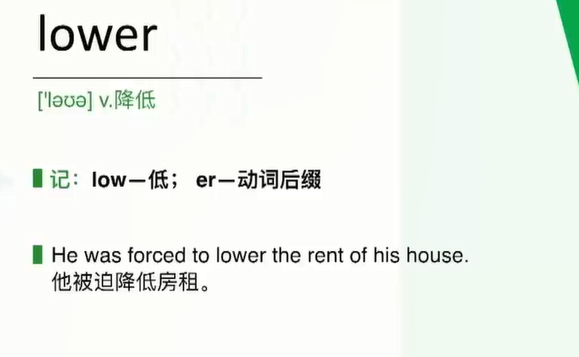 lower
['ləʊə] v.降低
记：low—低； er—动词后缀
He was forced to lower the rent of his house.
他被迫降低房租。